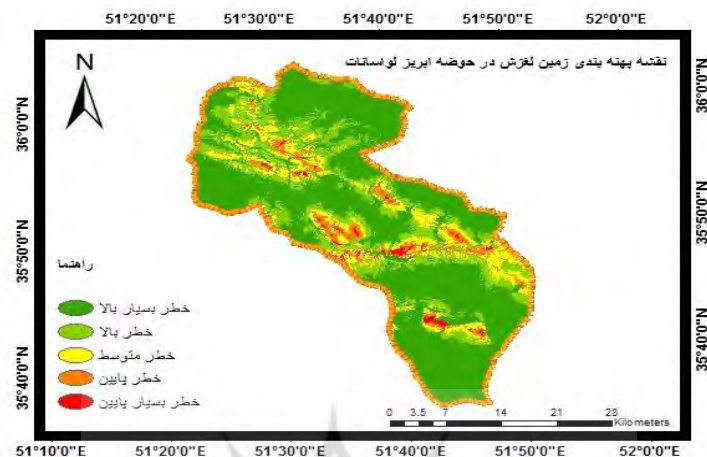 51°20'0"E 51°30'0"E 51°40'0"E 51°50'0"E 52°0'0"E
نقشه پهنه بندی زمین لغزش در حوضه ابریز لواسانات
N
36°0'0"N 36°0'0"N
35°50'0"N 35°50'0"N
35°40'0"N 35°40'0"N
راهنما
خطر بسیار بالا
خطر بالا
خطر متوسط
خطر پایین
خطر بسیار پایین
0 3.5 7 14 21 28
Kilometers
51°10'0"E 51°20'0"E 51°30'0"E 51°40'0"E 51°50'0"E 52°0'0"E